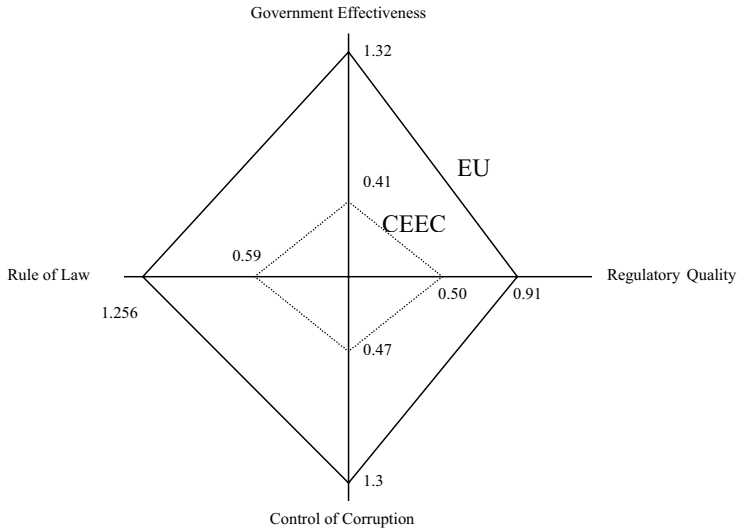 Government Effectiveness
1.32
EU
0.41
CEEC
0.59
Rule of Law
Regulatory Quality
0.50
0.91
1.256
0.47
1.3
Control of Corruption